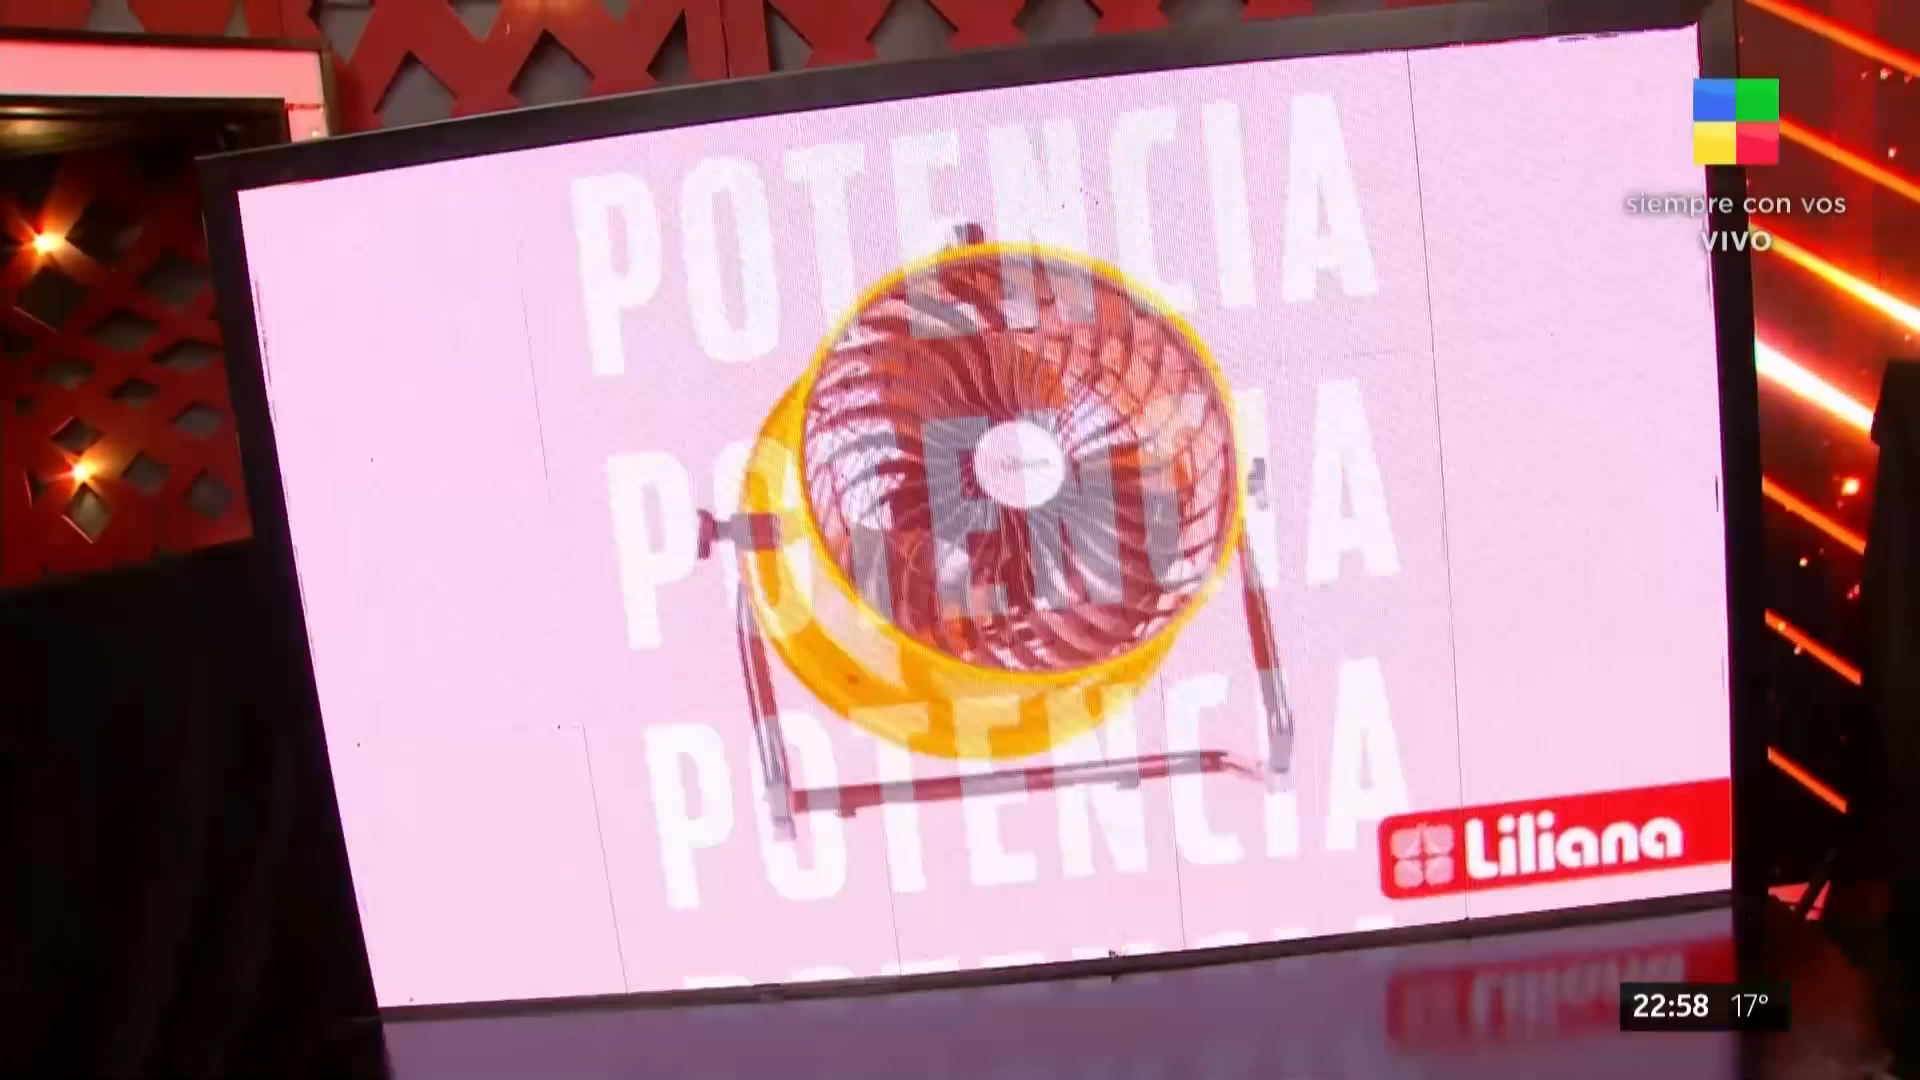 POTENCIA
siempre con vos
VIVO
POTENCIA
POTENCIA
Liliana
22:58 17°